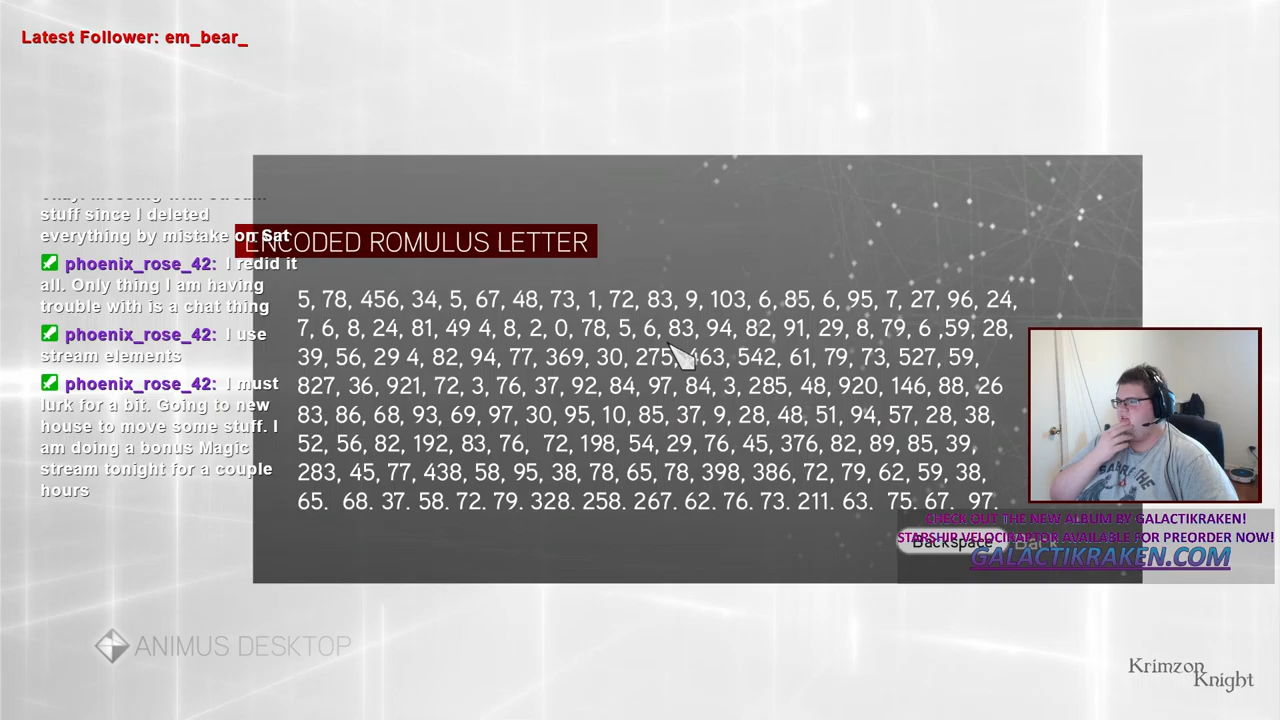 Latest Follower: em_bear_
stuff since I deleted
everything by mistake on Sat
phoenix_rose_42: I redid it
all. Only thing I am having
trouble with is a chat thing
phoenix_rose_42: I use
stream elements
phoenix_rose_42: I must
lurk for a bit. Going to new
house to move some stuff. I
am doing a bonus Magic
stream tonight for a couple
hours
ENCODED ROMULUS LETTER
5, 78, 456, 34, 5, 67, 48, 73, 1, 72, 83, 9, 103, 6, 85, 6, 95, 7, 27, 96, 24,
7, 6, 8, 24, 81, 49 4, 8, 2, 0, 78, 5, 6, 83, 94, 82, 91, 29, 8, 79, 6 ,59, 28,
39, 56, 29 4, 82, 94, 77, 369, 30, 275, 542, 61, 79, 73, 527, 59,
827, 36, 921, 72, 3, 76, 37, 92, 84, 97, 84, 3, 285, 48, 920, 146, 88, 26
83, 86, 68, 93, 69, 97, 30, 95, 10, 85, 37, 9, 28, 48, 51, 94, 57, 28, 38,
52, 56, 82, 192, 83, 76, 72, 198, 54, 29, 76, 45, 376, 82, 89, 85, 39,
283, 45, 77, 438, 58, 95, 38, 78, 65, 78, 398, 386, 72, 79, 62, 59, 38,
65, 68, 37, 58, 72, 79, 328, 258, 267, 62, 76, 73, 211, 63, 75, 67, 97
Backspace Back
CHECK OUT THE NEW ALBUM BY GALACTIKRAKEN!
STARSHIP VELOCIRAPTOR AVAILABLE FOR PREORDER NOW!
GALACTIKRAKEN.COM
ANIMUS DESKTOP
Krimzon
Knight